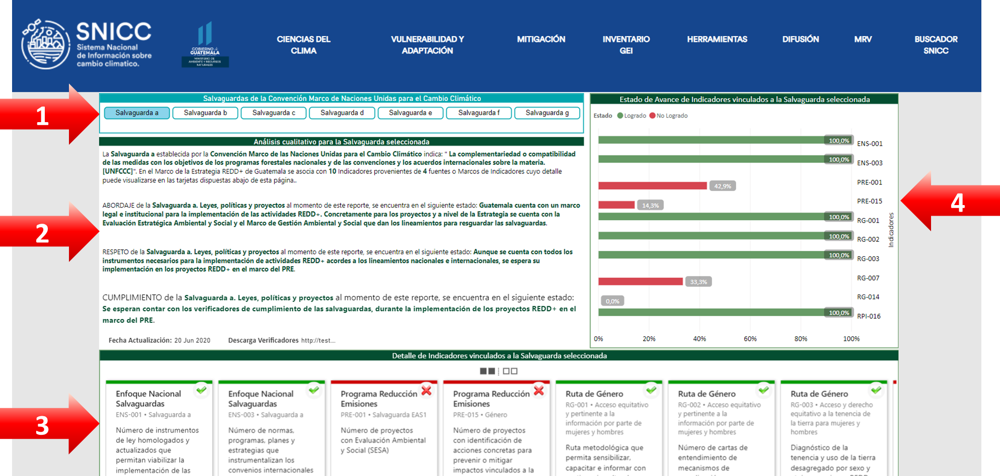 SNICC
Sistema Nacional
de Información sobre
cambio climatico.
GOBIERNO de
GUATEMALA
MINISTERIO DE
AMBIENTE Y RECURSOS
NATURALES
CIENCIAS DEL
CLIMA
VULNERABILIDAD Y
ADAPTACIÓN
MITIGACIÓN
INVENTARIO
GEI
HERRAMIENTAS
DIFUSIÓN
MRV
BUSCADOR
SNICC
1
Salvaguardas de la Convención Marco de Naciones Unidas para el Cambio Climático
Salvaguarda a
Salvaguarda b
Salvaguarda c
Salvaguarda d
Salvaguarda e
Salvaguarda f
Salvaguarda g
2
Análisis cualitativo para la Salvaguarda seleccionada
La Salvaguarda a establecida por la Convención Marco de las Naciones Unidas para el Cambio Climático indica: " La complementariedad o compatibilidad
de las medidas con los objetivos de los programas forestales nacionales y de las convenciones y los acuerdos internacionales sobre la materia.
[UNFCCC]". En el Marco de la Estrategia REDD+ de Guatemala se asocia con 10 Indicadores provenientes de 4 fuentes o Marcos de Indicadores cuyo detalle
puede visualizarse en las tarjetas dispuestas abajo de esta página..
ABORDAJE de la Salvaguarda a. Leyes, políticas y proyectos al momento de este reporte, se encuentra en el siguiente estado: Guatemala cuenta con un marco
legal e institucional para la implementación de las actividades REDD+. Concretamente para los proyectos y a nivel de la Estrategia se cuenta con la
Evaluación Estratégica Ambiental y Social y el Marco de Gestión Ambiental y Social que dan los lineamientos para resguardar las salvaguardas.
RESPETO de la Salvaguarda a. Leyes, políticas y proyectos al momento de este reporte, se encuentra en el siguiente estado: Aunque se cuenta con todos los
instrumentos necesarios para la implementación de actividades REDD+ acordes a los lineamientos nacionales e internacionales, se espera su
implementación en los proyectos REDD+ en el marco del PRE.
CUMPLIMIENTO de la Salvaguarda a. Leyes, políticas y proyectos al momento de este reporte, se encuentra en el siguiente estado:
Se esperan contar con los verificadores de cumplimiento de las salvaguardas, durante la implementación de los proyectos REDD+ en el
marco del PRE.
Fecha Actualización: 20 Jun 2020
Descarga Verificadores http://test...
4
Estado de Avance de Indicadores vinculados a la Salvaguarda seleccionada
Estado Logrado No Logrado
100,0% ENS-001
100,0% ENS-003
42,9% PRE-001
14,3% PRE-015
100,0% RG-001
100,0% RG-002
100,0% RG-003
33,3% RG-007
0,0% RG-014
100,0% RPI-016
Indicadores
0% 20% 40% 60% 80% 100%
3
Detalle de Indicadores vinculados a la Salvaguarda seleccionada
Enfoque Nacional
Salvaguardas
ENS-001 • Salvaguarda a
Número de instrumentos
de ley homologados y
actualizados que
permitan viabilizar la
implementación de las
Enfoque Nacional
Salvaguardas
ENS-003 • Salvaguarda a
Número de normas,
programas, planes y
estrategias que
instrumentalizan los
convenios internacionales
Programa Reducción
Emisiones
PRE-001 • Salvaguarda EAS1
Número de proyectos
con Evaluación Ambiental
y Social (SESA)
Programa Reducción
Emisiones
PRE-015 • Género
Número de proyectos
con identificación de
acciones concretas para
prevenir o mitigar
impactos vinculados a la
Ruta de Género
RG-001 • Acceso equitativo
y pertinente a la
información por parte de
mujeres y hombres
Ruta metodológica que
permita sensibilizar,
capacitar e informar con
Ruta de Género
RG-002 • Acceso equitativo
y pertinente a la
información por parte de
mujeres y hombres
Número de cartas de
entendimiento de
mecanismos de
Ruta de Género
RG-003 • Acceso y derecho
equitativo a la tenencia de
la tierra para mujeres y
hombres
Diagnóstico de la
tenencia y uso de la tierra
desagregado por sexo y